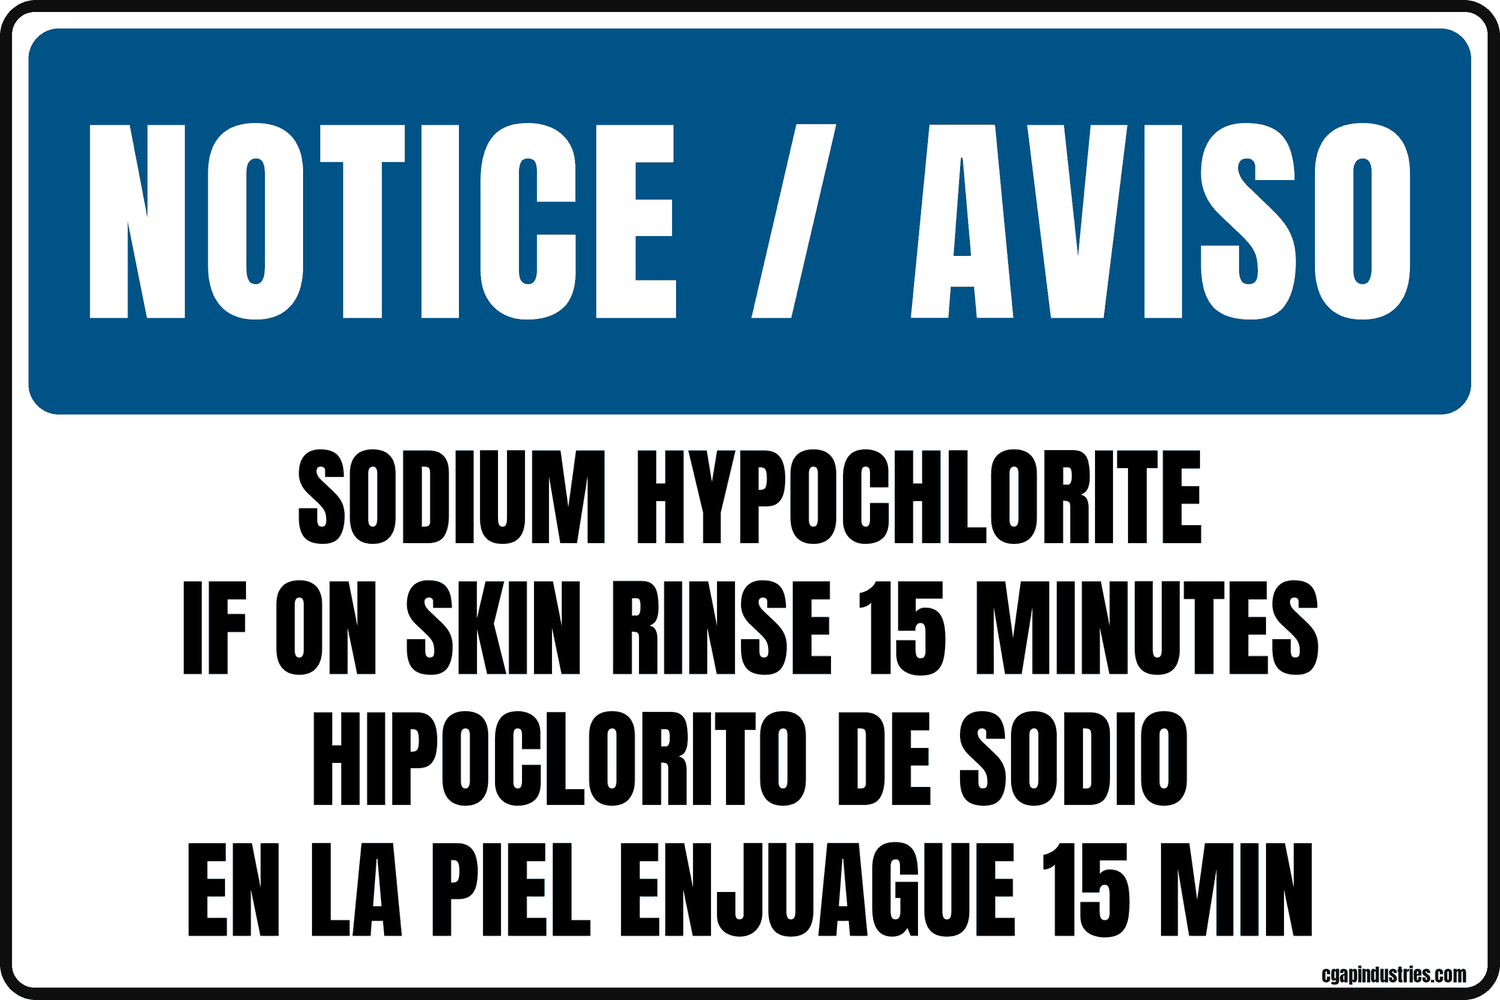 NOTICE / AVISO
SODIUM HYPOCHLORITE
IF ON SKIN RINSE 15 MINUTES
HIPOCLORITO DE SODIO
EN LA PIEL ENJUAGUE 15 MIN
cgapindustries.com